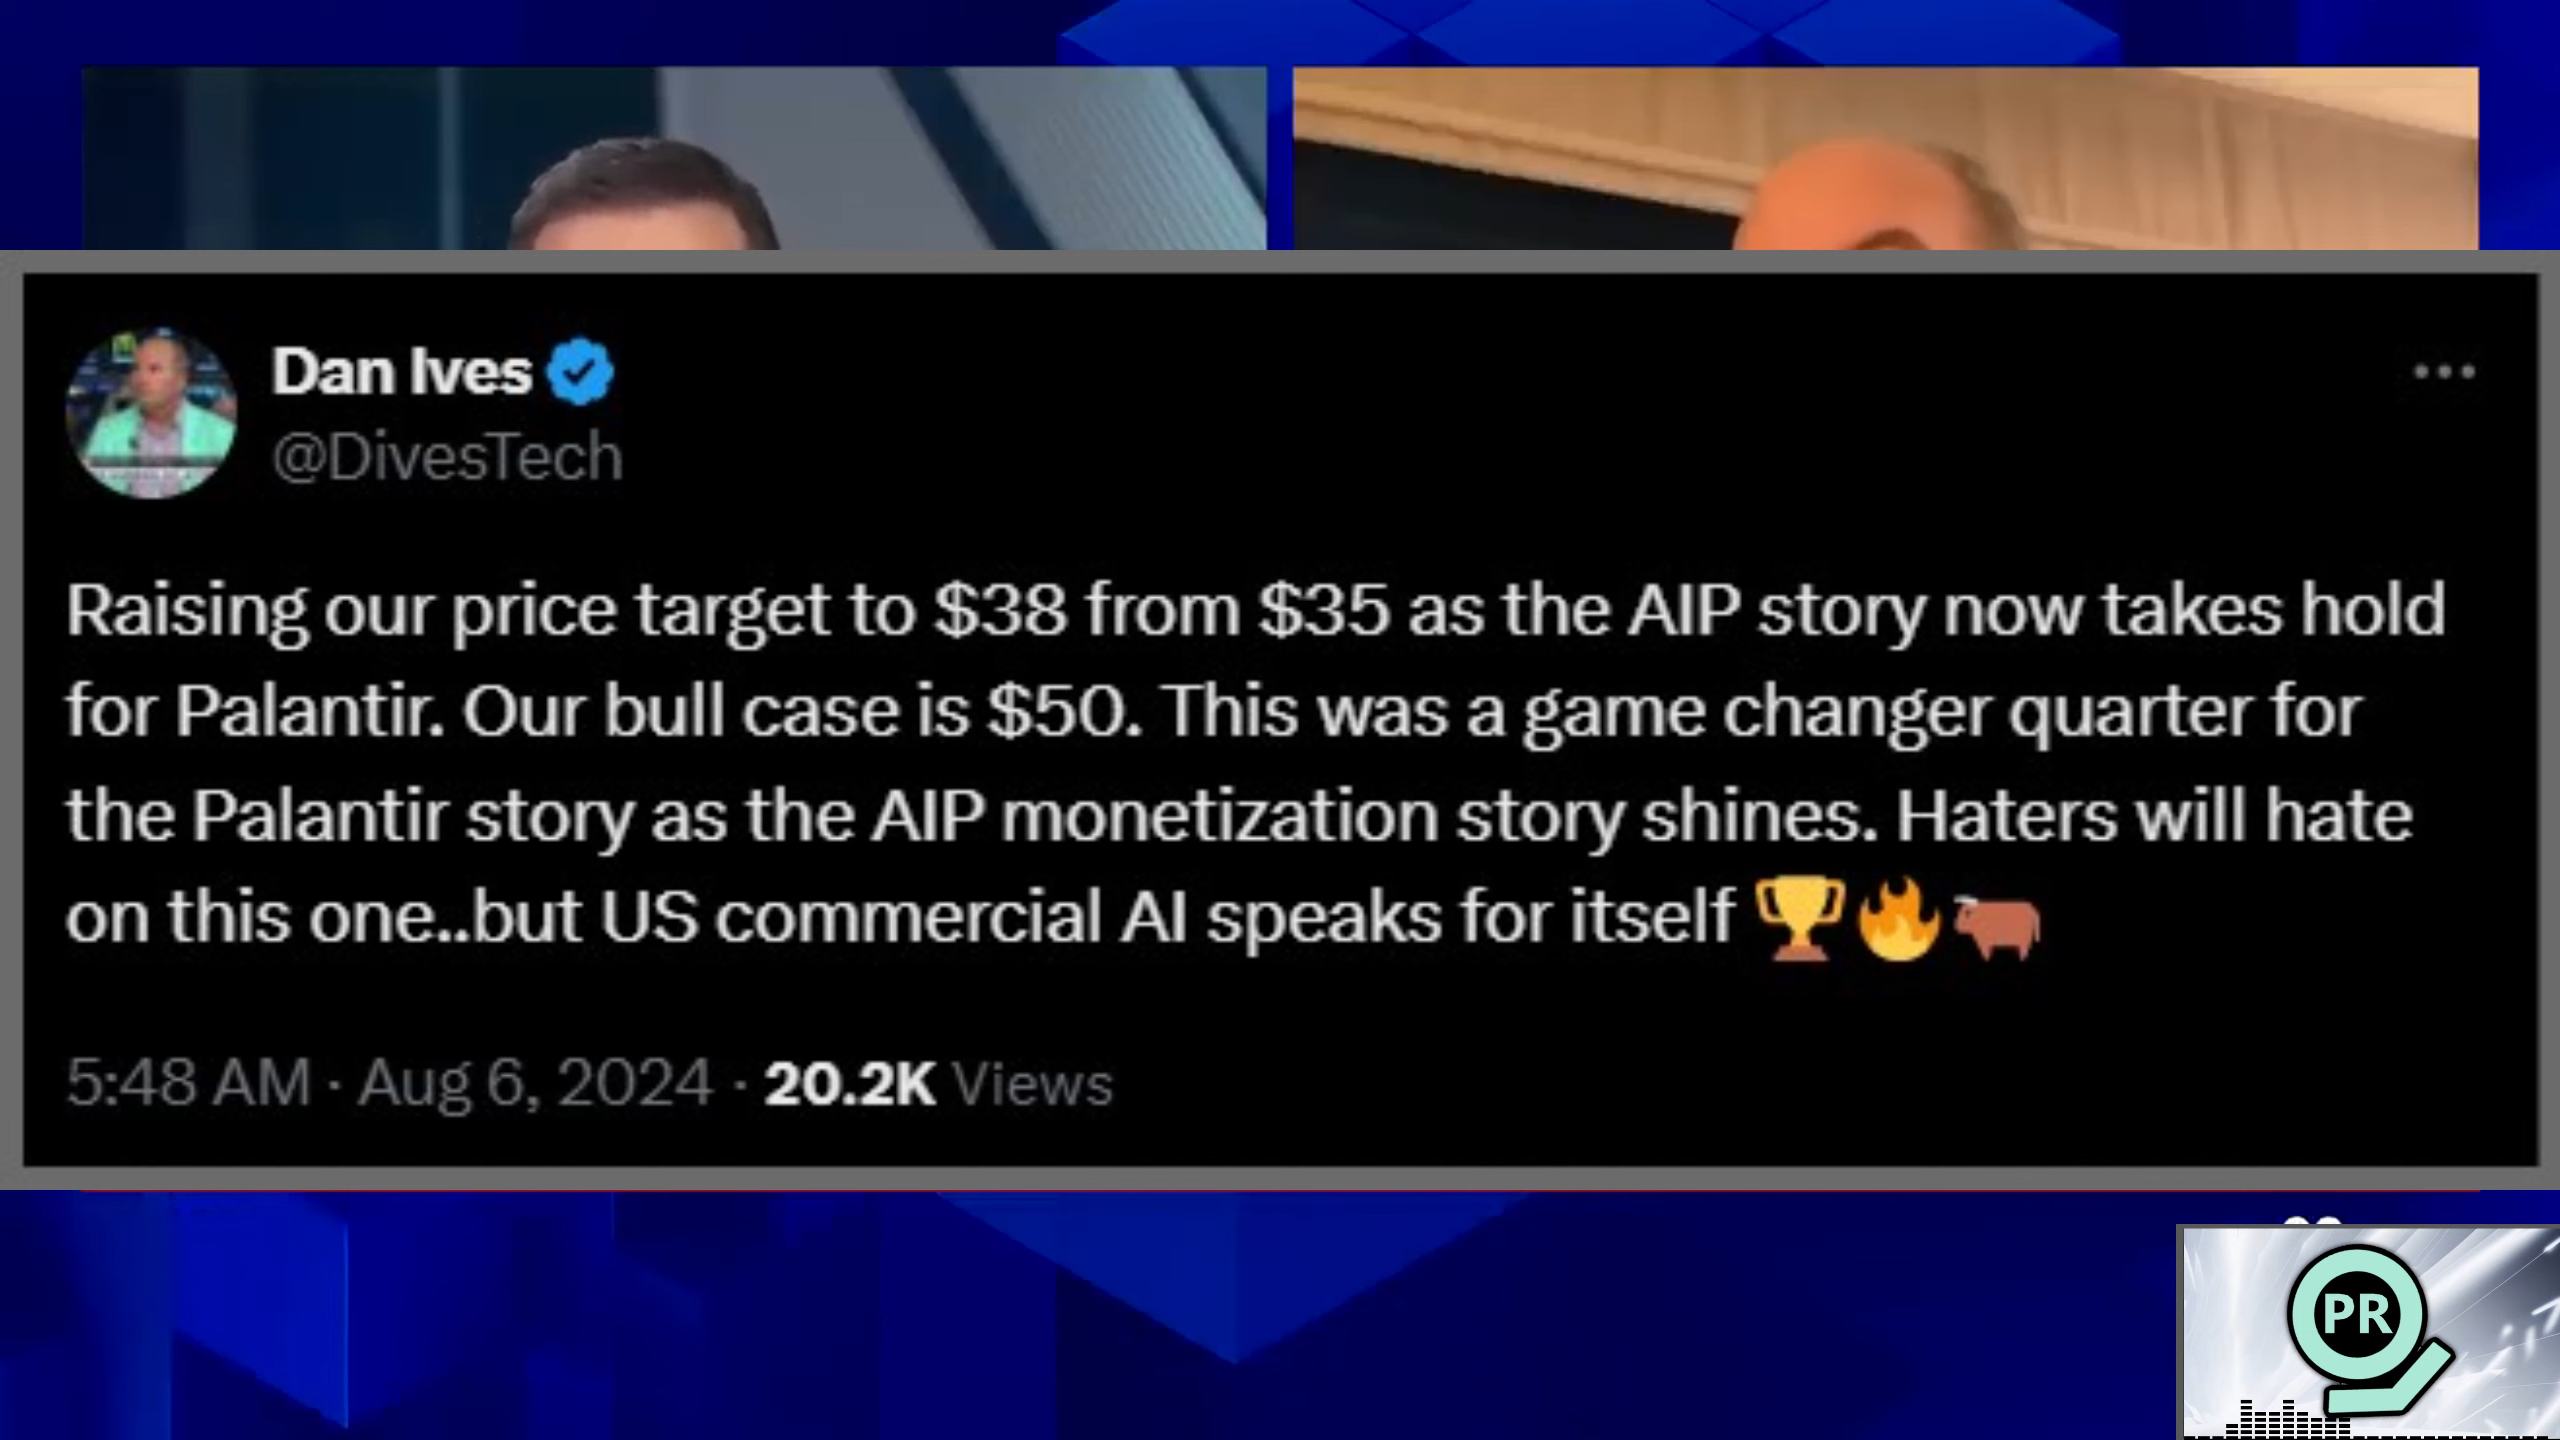 Dan Ives
@DivesTech
Raising our price target to $38 from $35 as the AIP story now takes hold
for Palantir. Our bull case is $50. This was a game changer quarter for
the Palantir story as the AIP monetization story shines. Haters will hate
on this one..but US commercial AI speaks for itself 🏆🔥🐂
5:48 AM · Aug 6, 2024 · 20.2K Views
PR